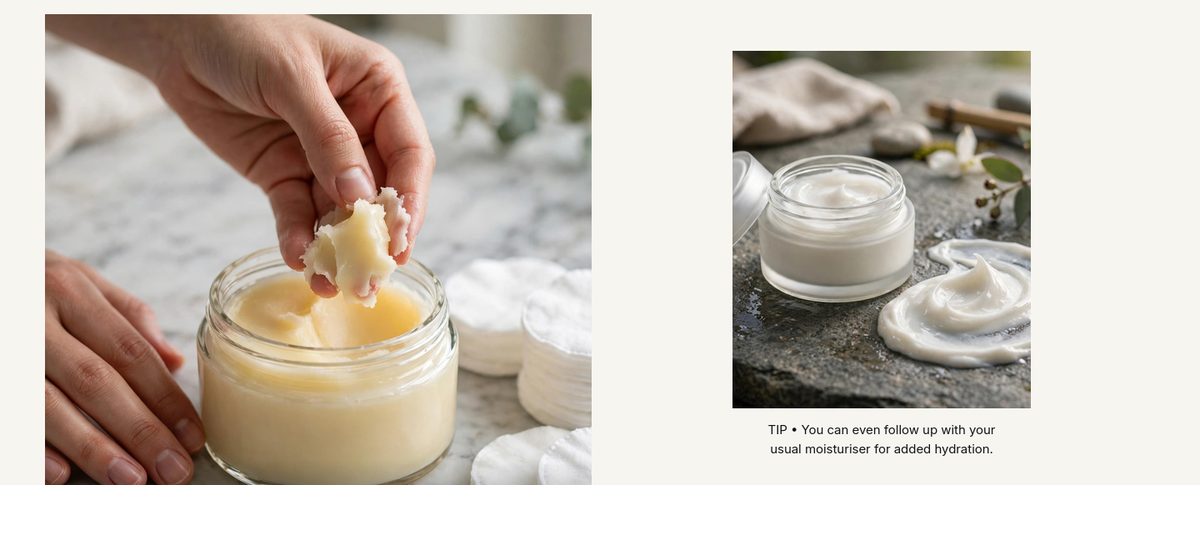 TIP • You can even follow up with your
usual moisturiser for added hydration.